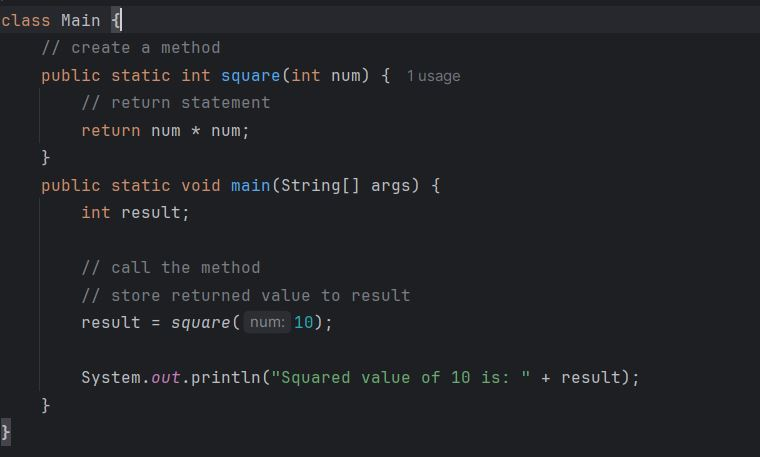 class Main {
    // create a method
    public static int square(int num) {  1 usage
        // return statement
        return num * num;
    }
    public static void main(String[] args) {
        int result;

        // call the method
        // store returned value to result
        result = square( num: 10);

        System.out.println("Squared value of 10 is: " + result);
    }
}